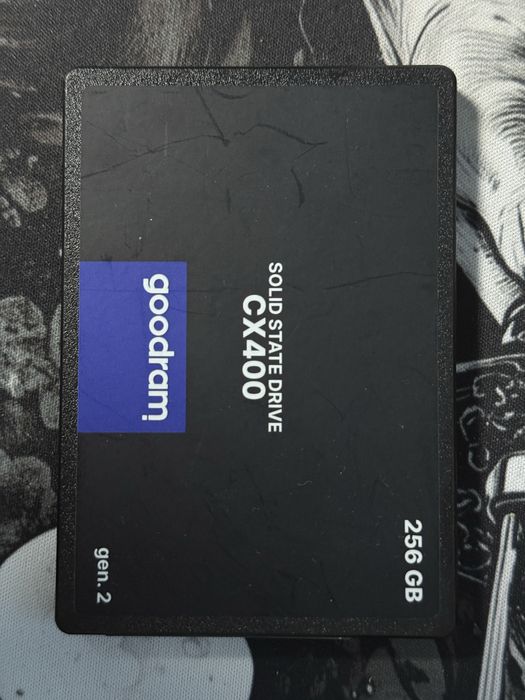 256 GB
SOLID STATE DRIVE
CX400
goodram
gen. 2